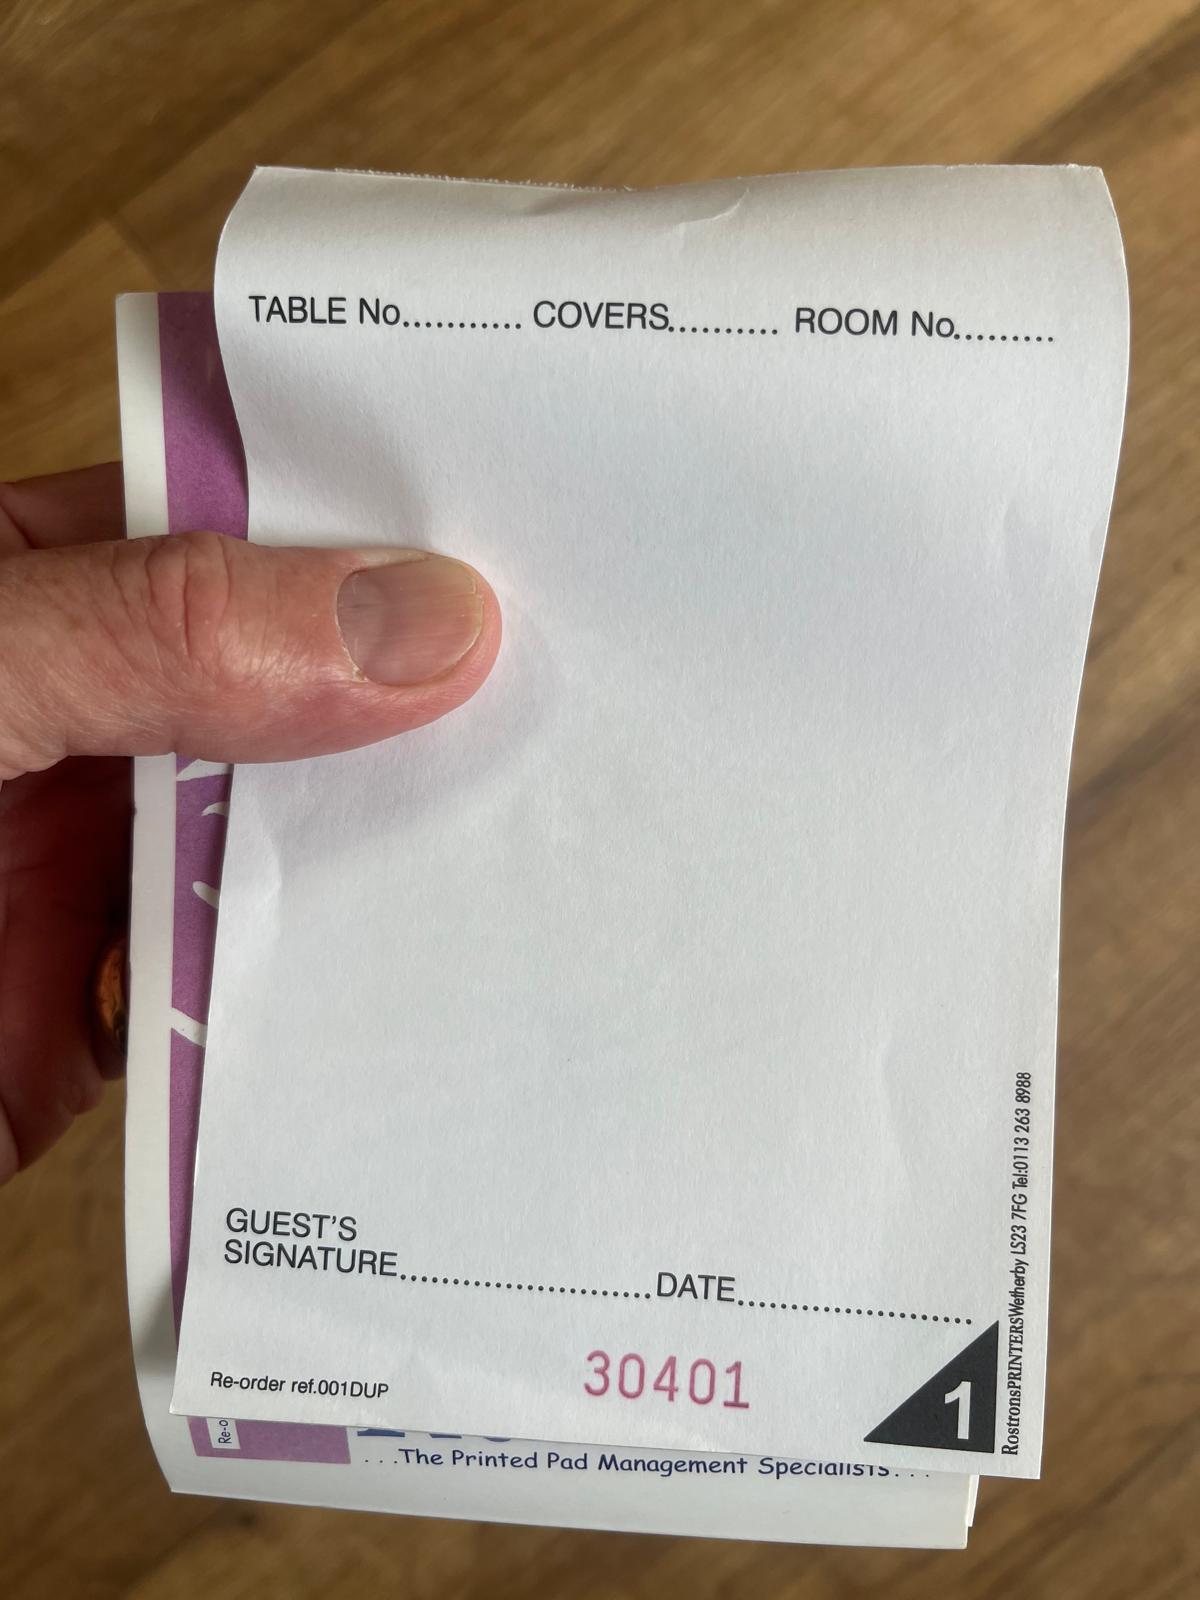 TABLE No........... COVERS.......... ROOM No.........
GUEST'S
SIGNATURE........................DATE......................
30401
Re-order ref.001DUP
1
RostronsPRINTERSWetherby LS23 7FG Tel:0113 263 8988
Re-o
...The Printed Pad Management Specialists...